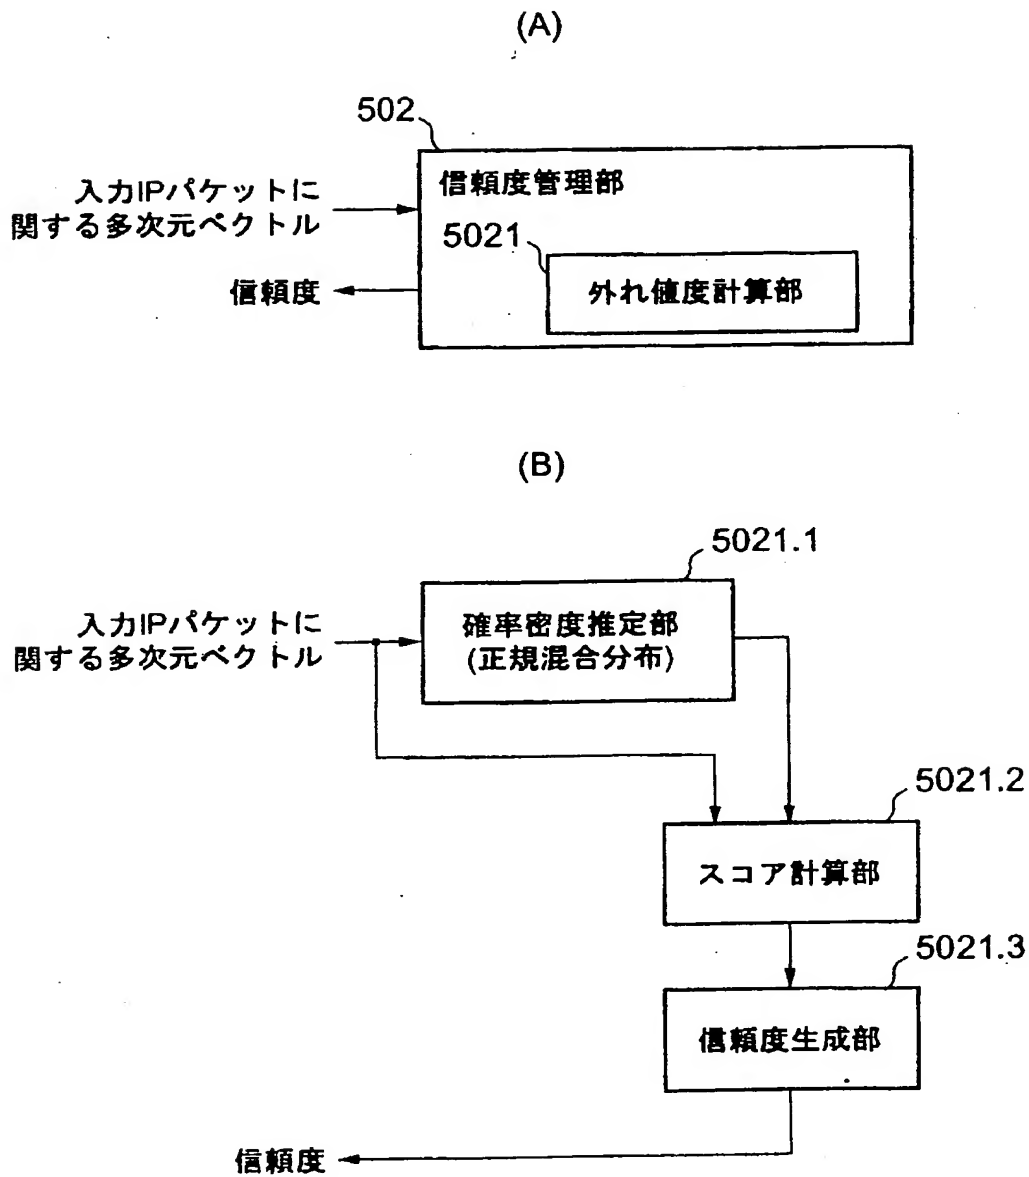 (A)
502
信頼度管理部
入力IPパケットに
関する多次元ベクトル
5021
外れ値度計算部
信頼度
(B)
5021.1
入力IPパケットに
関する多次元ベクトル
確率密度推定部
(正規混合分布)
5021.2
スコア計算部
5021.3
信頼度生成部
信頼度